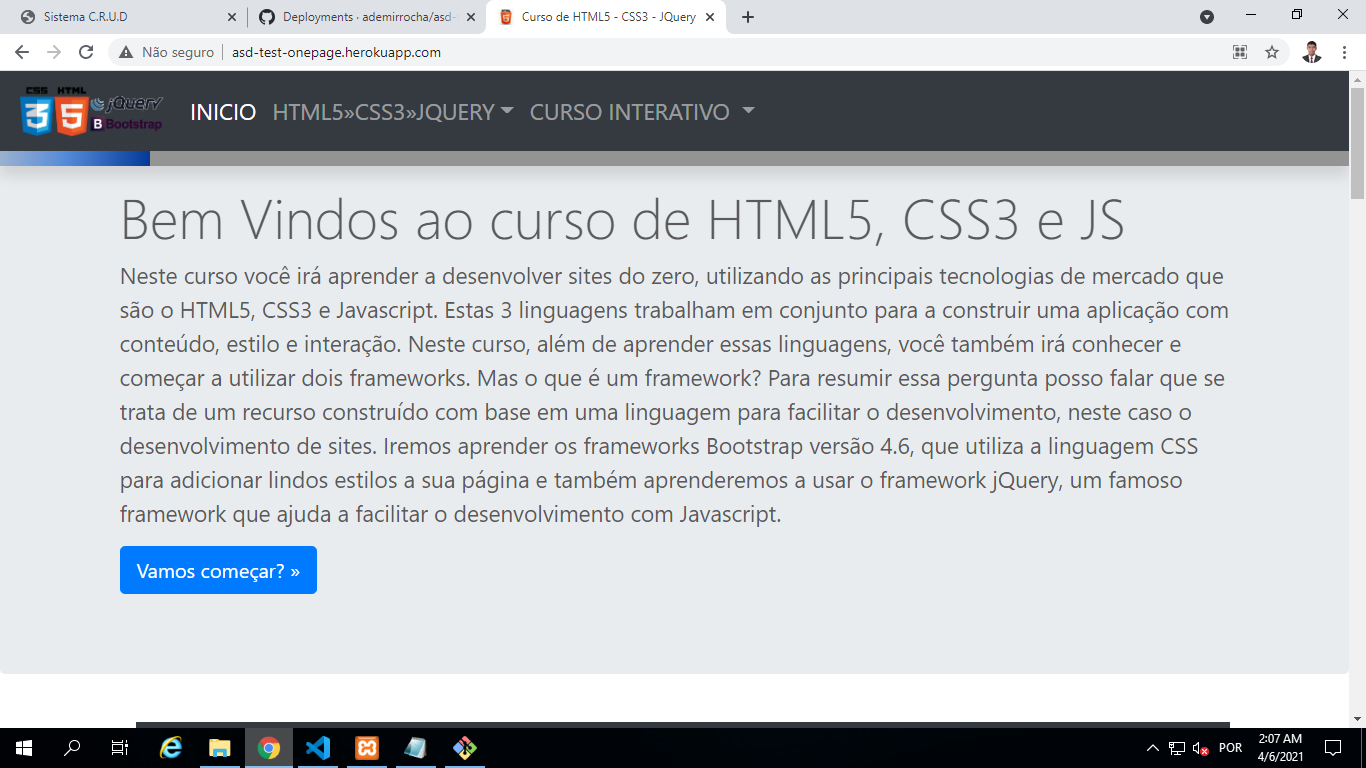 Sistema C.R.U.D
Deployments · ademirrocha/asd-
Curso de HTML5 - CSS3 - JQuery
Não seguro
asd-test-onepage.herokuapp.com
CSS HTML
3 5
jQuery
B Bootstrap
INICIO HTML5»CSS3»JQUERY CURSO INTERATIVO
Bem Vindos ao curso de HTML5, CSS3 e JS
Neste curso você irá aprender a desenvolver sites do zero, utilizando as principais tecnologias de mercado que
são o HTML5, CSS3 e Javascript. Estas 3 linguagens trabalham em conjunto para a construir uma aplicação com
conteúdo, estilo e interação. Neste curso, além de aprender essas linguagens, você também irá conhecer e
começar a utilizar dois frameworks. Mas o que é um framework? Para resumir essa pergunta posso falar que se
trata de um recurso construído com base em uma linguagem para facilitar o desenvolvimento, neste caso o
desenvolvimento de sites. Iremos aprender os frameworks Bootstrap versão 4.6, que utiliza a linguagem CSS
para adicionar lindos estilos a sua página e também aprenderemos a usar o framework jQuery, um famoso
framework que ajuda a facilitar o desenvolvimento com Javascript.
Vamos começar? »
POR
2:07 AM
4/6/2021